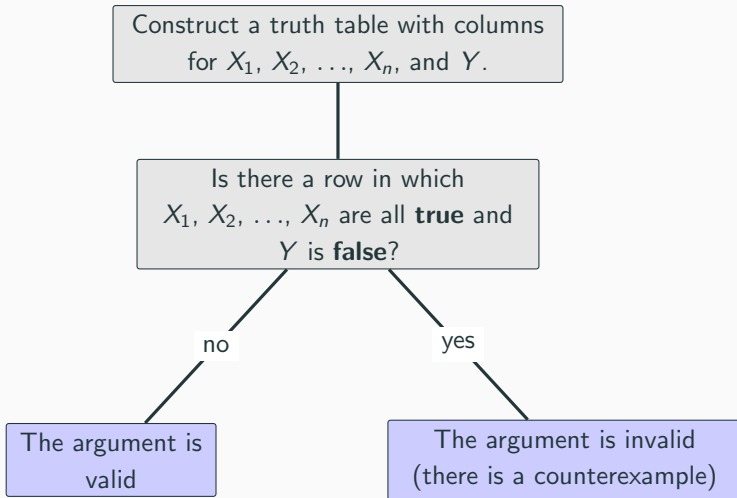 Construct a truth table with columns
for X₁, X₂, …, Xₙ, and Y.
Is there a row in which
X₁, X₂, …, Xₙ are all true and
Y is false?
no
yes
The argument is
valid
The argument is invalid
(there is a counterexample)